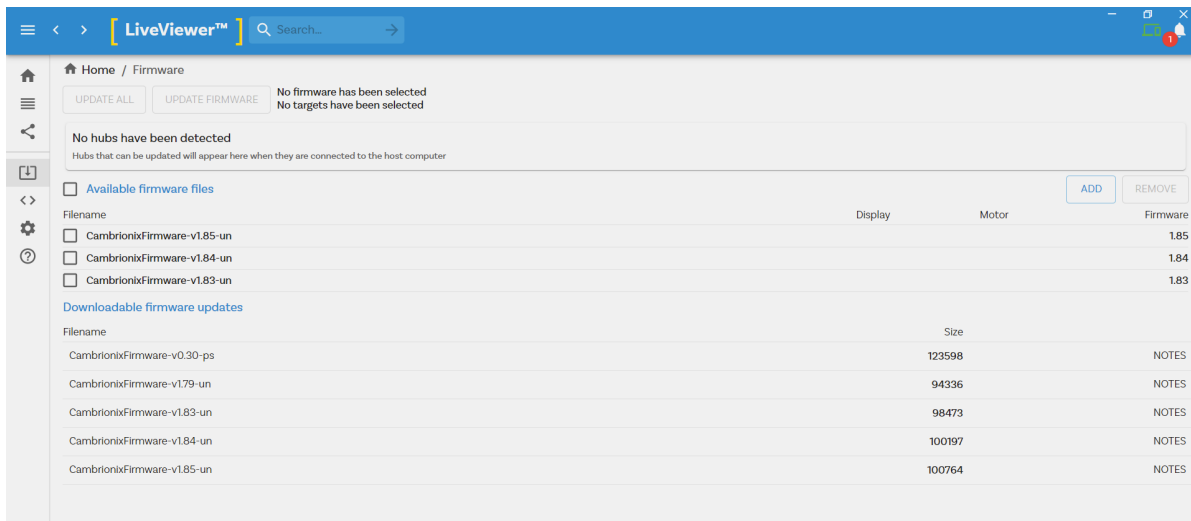 [ LiveViewer™ ] Search...
1
Home / Firmware
UPDATE ALL UPDATE FIRMWARE No firmware has been selected
No targets have been selected
No hubs have been detected
Hubs that can be updated will appear here when they are connected to the host computer
Available firmware files ADD REMOVE
Filename Display Motor Firmware
CambrionixFirmware-v1.85-un 1.85
CambrionixFirmware-v1.84-un 1.84
CambrionixFirmware-v1.83-un 1.83
Downloadable firmware updates
Filename Size
CambrionixFirmware-v0.30-ps 123598 NOTES
CambrionixFirmware-v1.79-un 94336 NOTES
CambrionixFirmware-v1.83-un 98473 NOTES
CambrionixFirmware-v1.84-un 100197 NOTES
CambrionixFirmware-v1.85-un 100764 NOTES